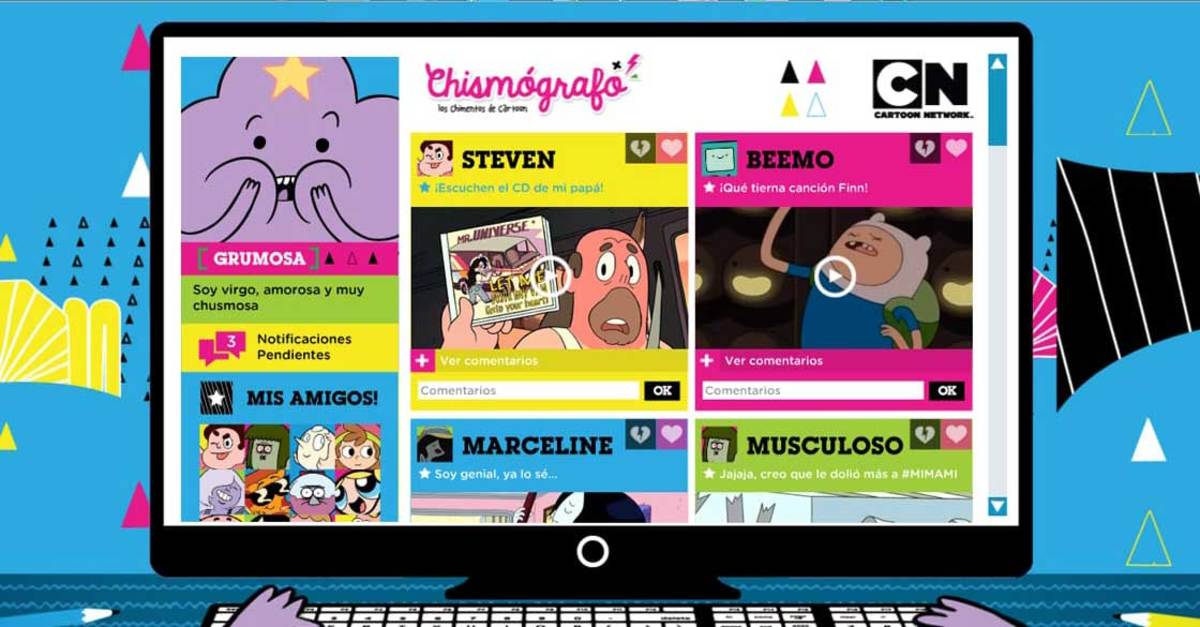 Chismógrafo
los Chimentos de Cartoon
CN
CARTOON NETWORK.
GRUMOSA
Soy virgo, amorosa y muy
chusmosa
3
Notificaciones
Pendientes
MIS AMIGOS!
STEVEN
¡Escuchen el CD de mi papá!
MR. UNIVERSE
Ver comentarios
Comentarios
OK
BEEMO
¡Qué tierna canción Finn!
Ver comentarios
Comentarios
OK
MARCELINE
Soy genial, ya lo sé...
MUSCULOSO
Jajaja, creo que le dolió más a #MIMAMI